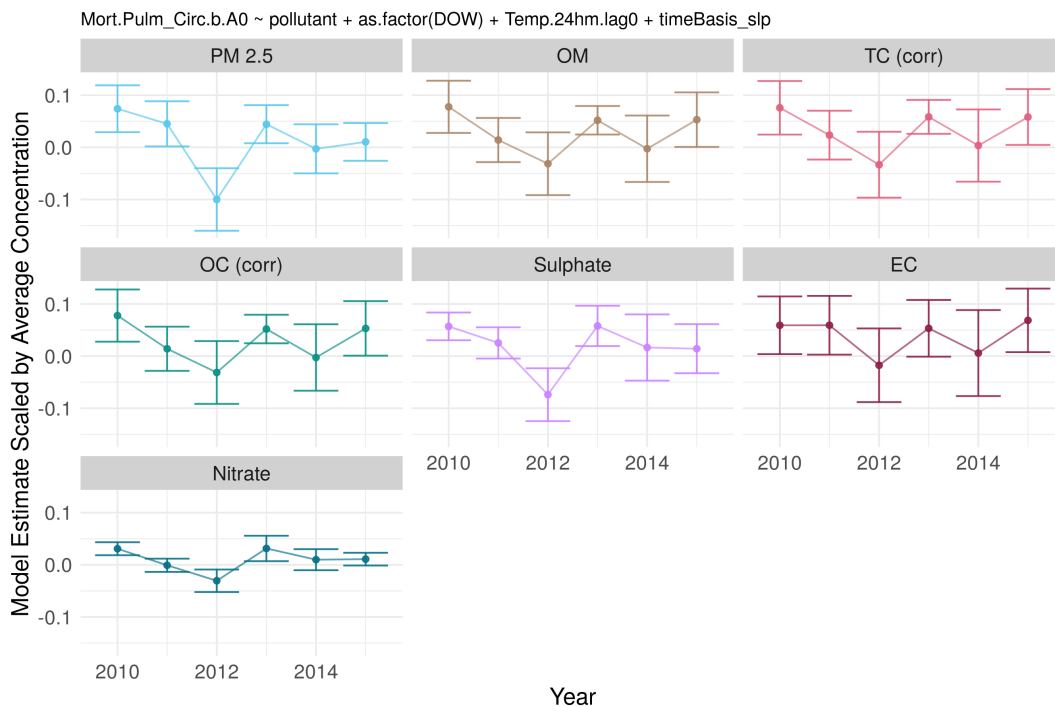 Mort.Pulm_Circ.b.A0 ~ pollutant + as.factor(DOW) + Temp.24hm.lag0 + timeBasis_slp
PM 2.5
OM
TC (corr)
0.1
0.0
-0.1
OC (corr)
Sulphate
EC
0.1
0.0
-0.1
2010
2012
2014
2010
2012
2014
Nitrate
0.1
0.0
-0.1
2010
2012
2014
Model Estimate Scaled by Average Concentration
Year